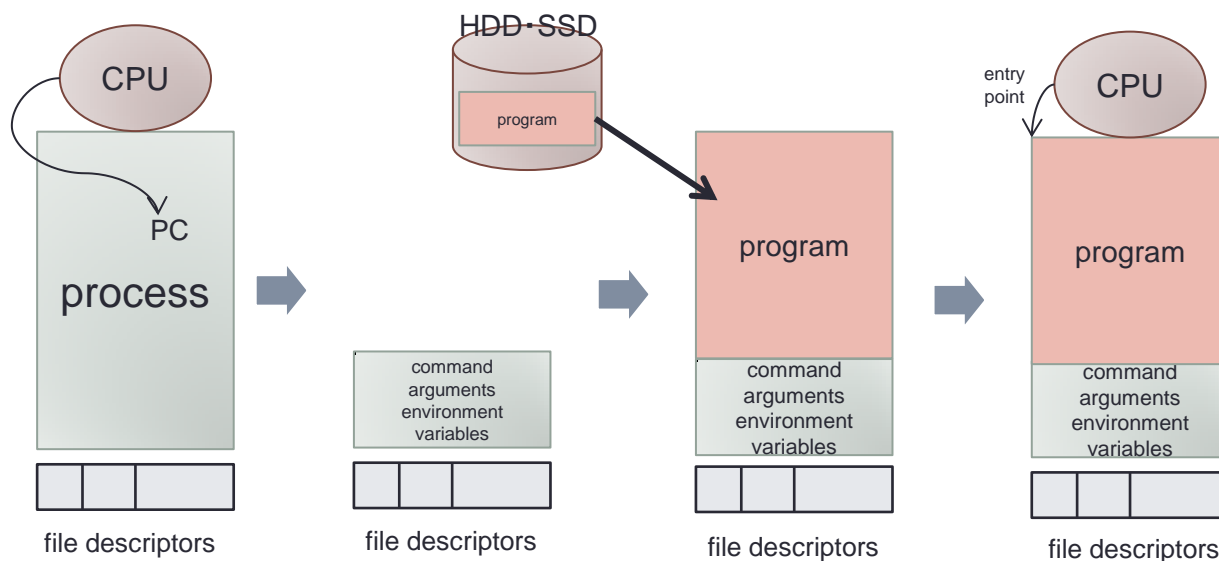 CPU
PC
process
file descriptors
command
arguments
environment
variables
file descriptors
HDD・SSD
program
program
command
arguments
environment
variables
file descriptors
entry
point
CPU
program
command
arguments
environment
variables
file descriptors